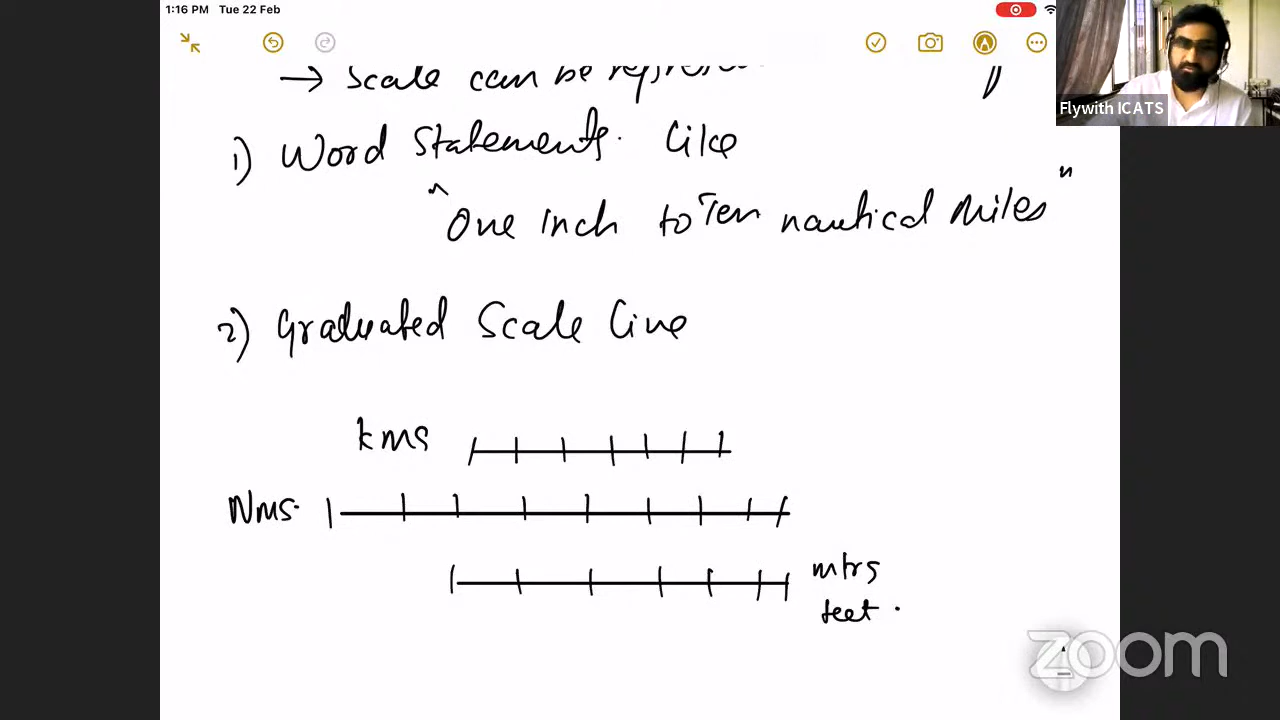 1:16 PM Tue 22 Feb
→ Scale can be
1) Word Statements. Like
"One inch to Ten nautical Miles"
2) Graduated Scale Line
kms
Nms.
mtrs
feet.
Flywith ICATS
zoom